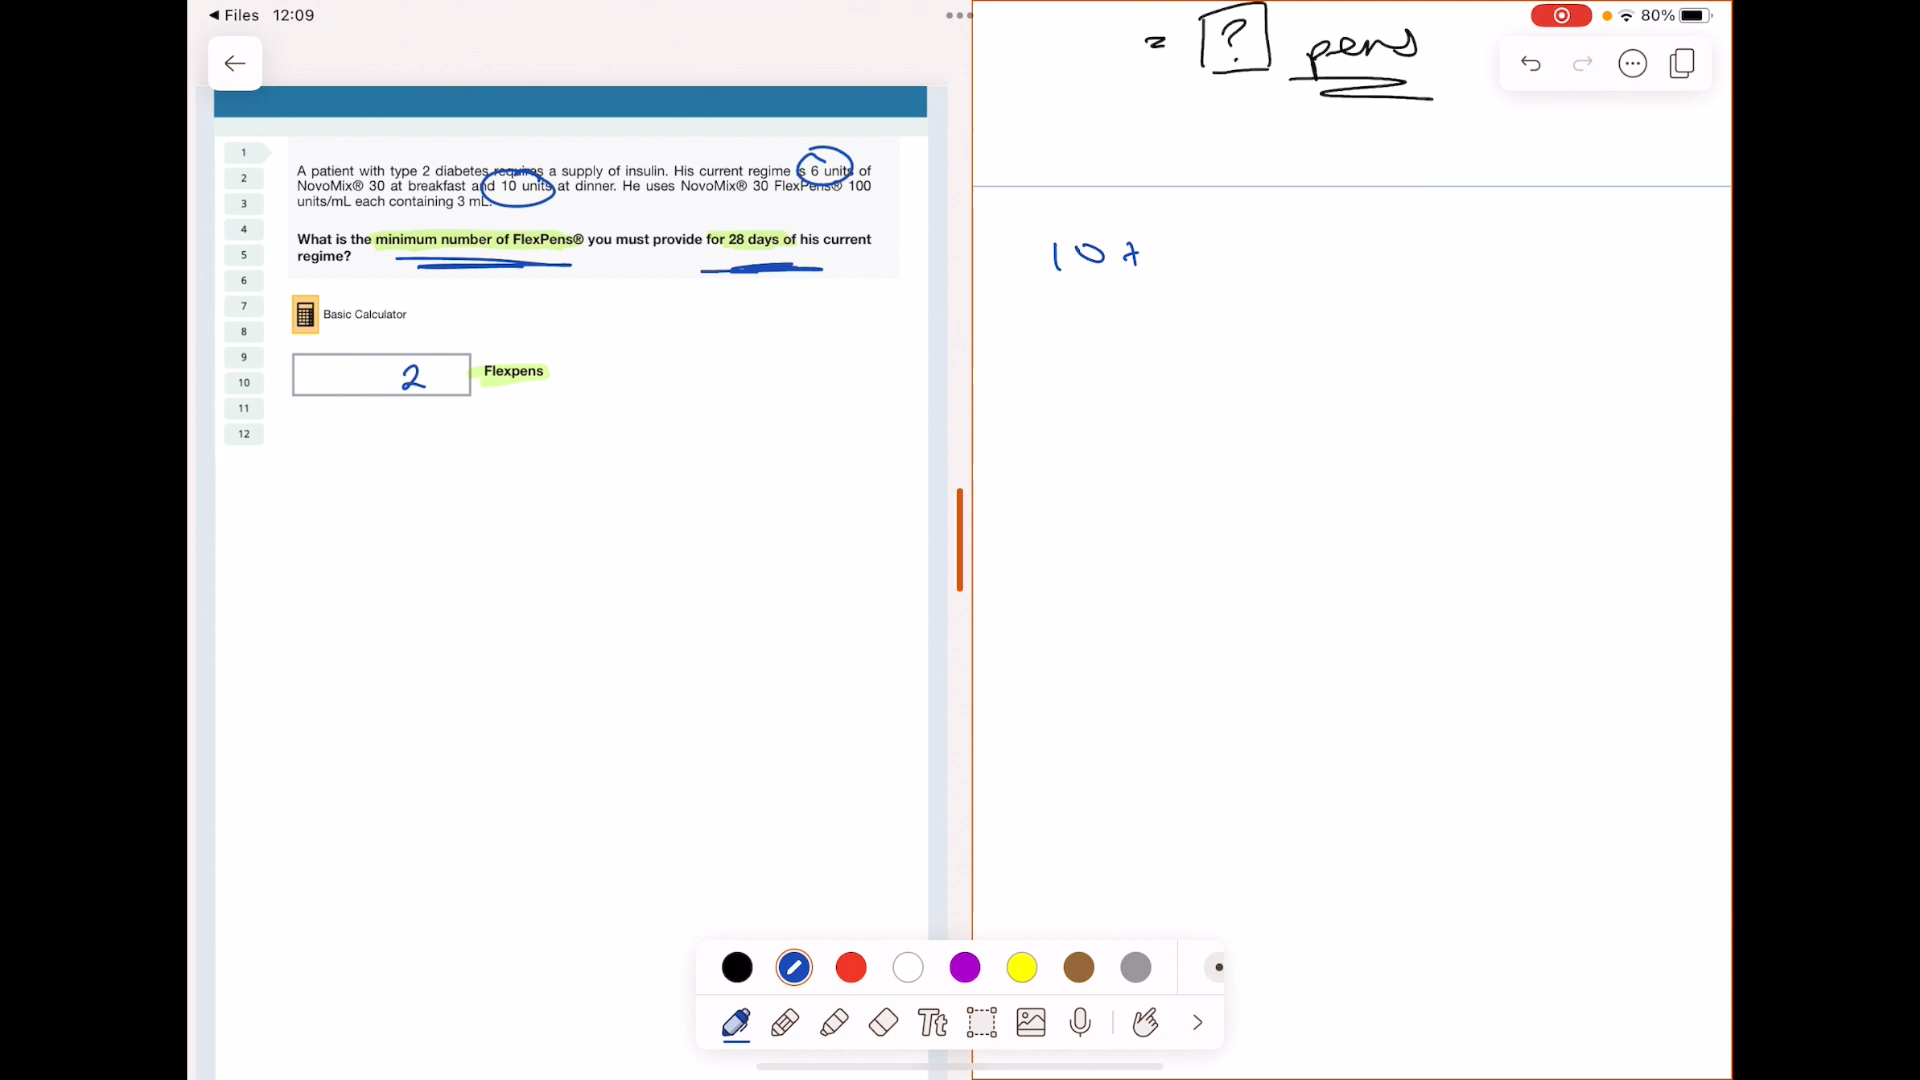 ◀ Files 12:09
80%
= ? pens
1
2
3
4
5
6
7
8
9
10
11
12
A patient with type 2 diabetes requires a supply of insulin. His current regime is 6 units of
NovoMix® 30 at breakfast and 10 units at dinner. He uses NovoMix® 30 FlexPens® 100
units/mL each containing 3 mL.
What is the minimum number of FlexPens® you must provide for 28 days of his current
regime?
Basic Calculator
2 Flexpens
10 +
Tt